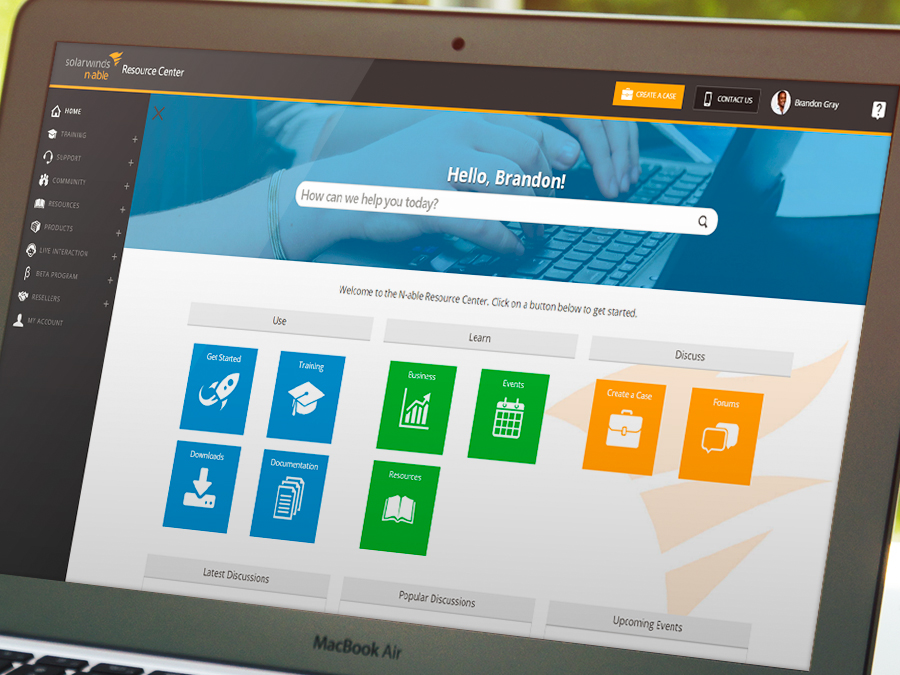 solarwinds
n-able
Resource Center
CREATE A CASE
CONTACT US
Brandon Gray
?
HOME
TRAINING +
SUPPORT +
COMMUNITY +
RESOURCES +
PRODUCTS +
LIVE INTERACTION +
β BETA PROGRAM +
RESELLERS +
MY ACCOUNT
Hello, Brandon!
How can we help you today?
Welcome to the N-able Resource Center. Click on a button below to get started.
Use
Learn
Discuss
Get Started
Training
Business
Events
Create a Case
Forums
Downloads
Documentation
Resources
Latest Discussions
Popular Discussions
Upcoming Events
MacBook Air